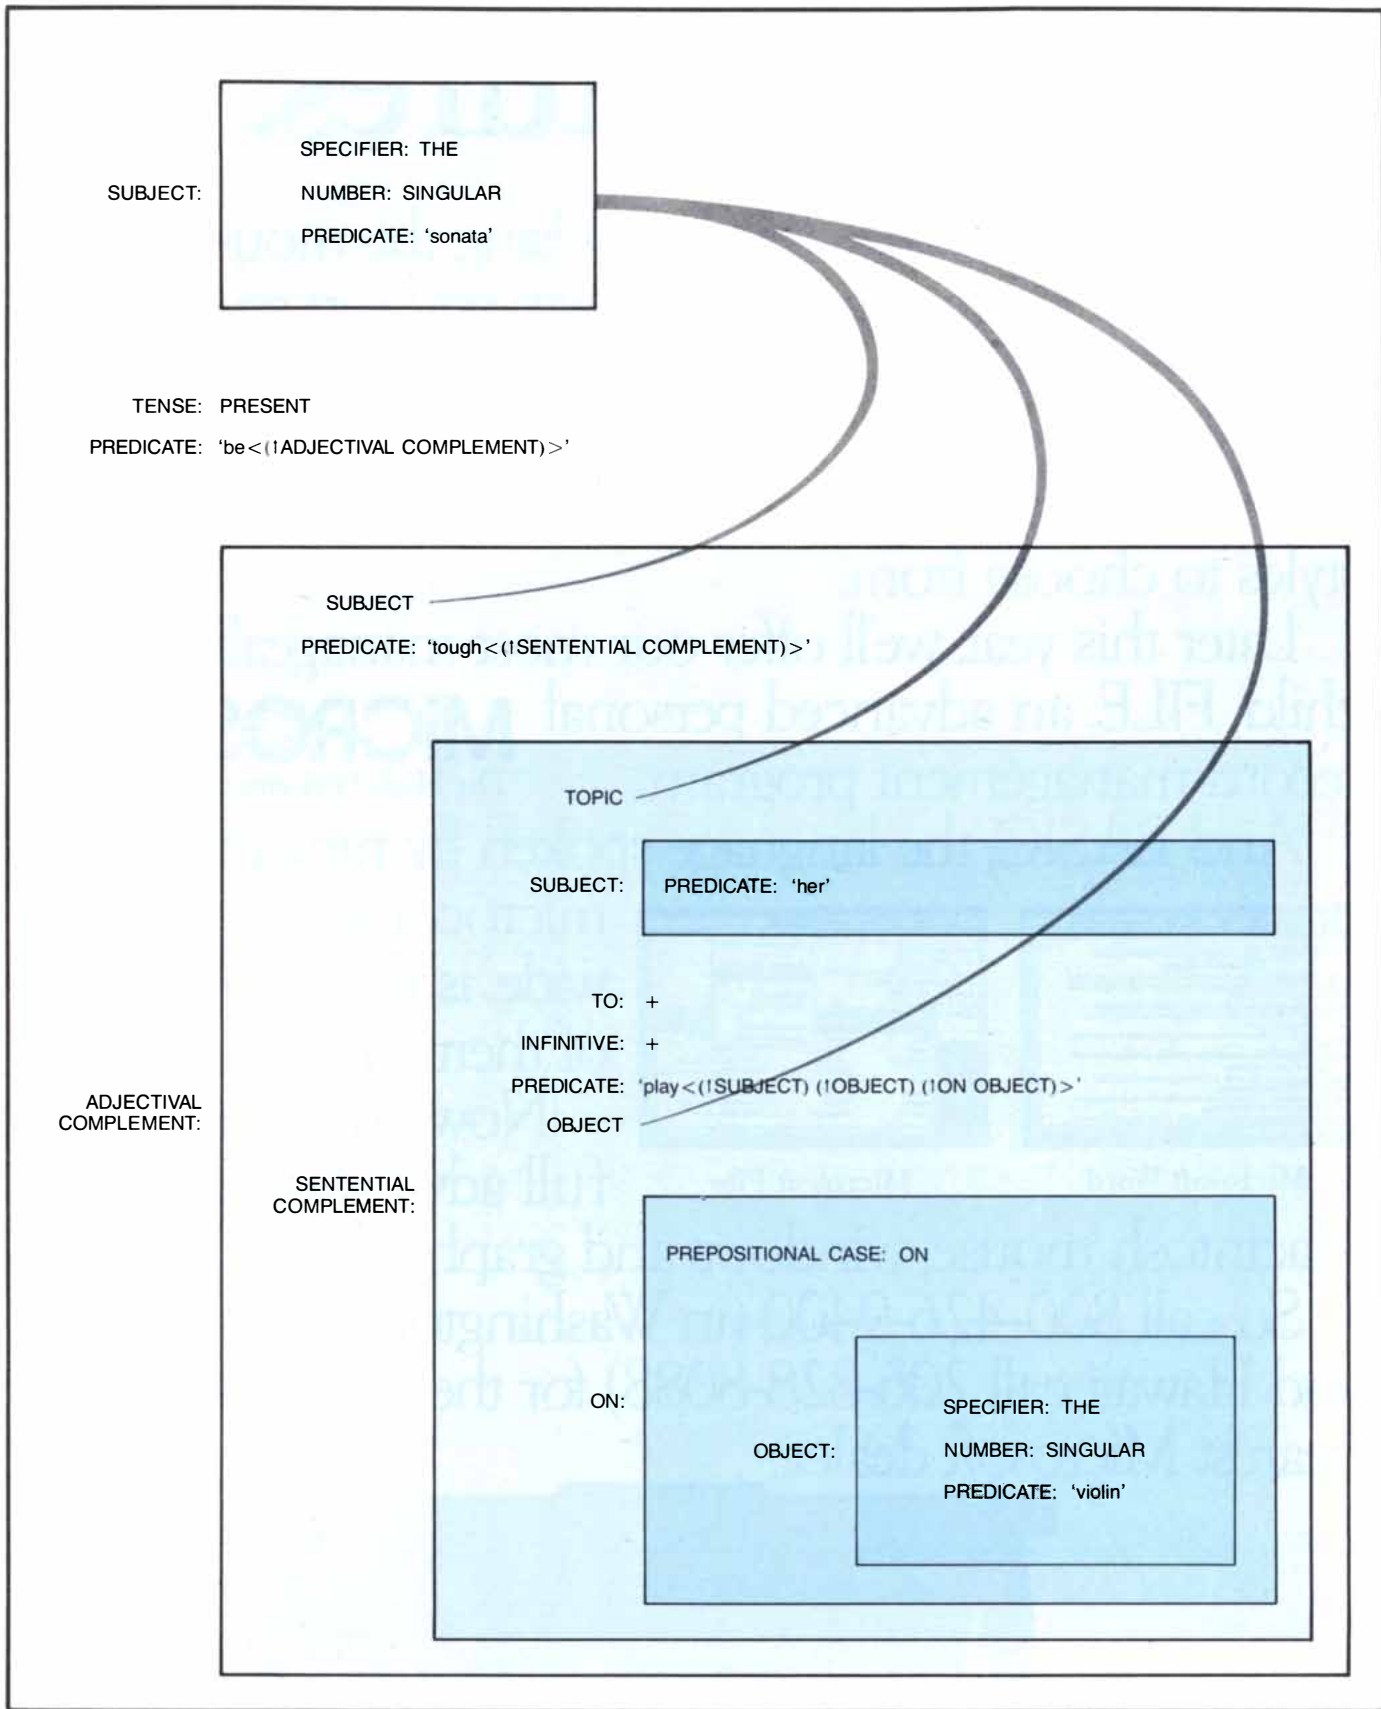 SPECIFIER: THE
SUBJECT: NUMBER: SINGULAR
PREDICATE: ‘sonata’
TENSE: PRESENT
PREDICATE: ‘be<(↑ADJECTIVAL COMPLEMENT)>’
SUBJECT
PREDICATE: ‘tough<(↑SENTENTIAL COMPLEMENT)>’
TOPIC
SUBJECT: PREDICATE: ‘her’
TO: +
INFINITIVE: +
PREDICATE: ‘play<(↑SUBJECT) (↑OBJECT) (↑ON OBJECT)>’
ADJECTIVAL
COMPLEMENT:
OBJECT
SENTENTIAL
COMPLEMENT:
PREPOSITIONAL CASE: ON
ON:
SPECIFIER: THE
OBJECT: NUMBER: SINGULAR
PREDICATE: ‘violin’